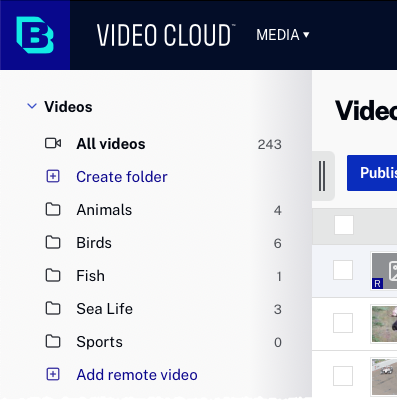 VIDEO CLOUD™
MEDIA ▾
Videos
All videos 243
Create folder
Animals 4
Birds 6
Fish 1
Sea Life 3
Sports 0
Add remote video
Video
Publis
R